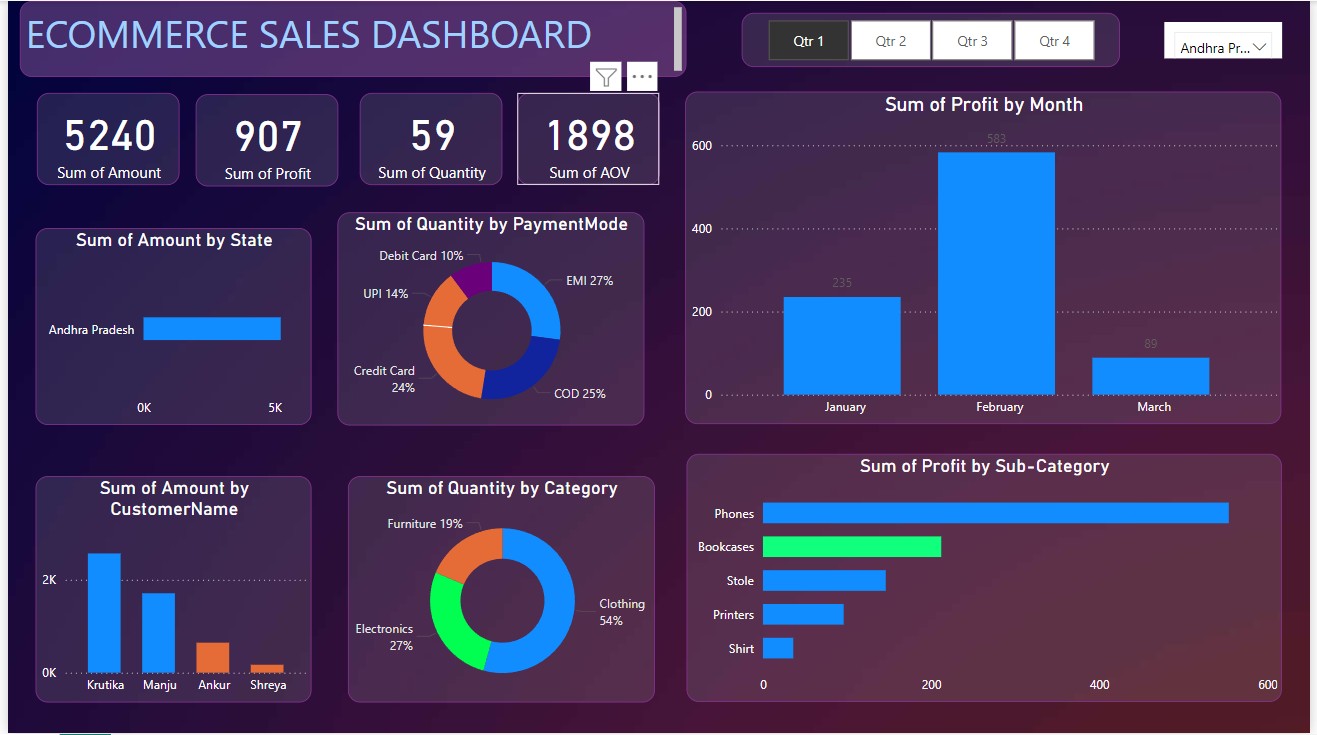 ECOMMERCE SALES DASHBOARD
Qtr 1
Qtr 2
Qtr 3
Qtr 4
Andhra Pr...
5240
Sum of Amount
907
Sum of Profit
59
Sum of Quantity
1898
Sum of AOV
Sum of Profit by Month
600
400
200
0
235
583
89
January
February
March
Sum of Amount by State
Andhra Pradesh
0K
5K
Sum of Quantity by PaymentMode
Debit Card 10%
UPI 14%
Credit Card
24%
EMI 27%
COD 25%
Sum of Amount by
CustomerName
2K
0K
Krutika
Manju
Ankur
Shreya
Sum of Quantity by Category
Furniture 19%
Electronics
27%
Clothing
54%
Sum of Profit by Sub-Category
Phones
Bookcases
Stole
Printers
Shirt
0
200
400
600